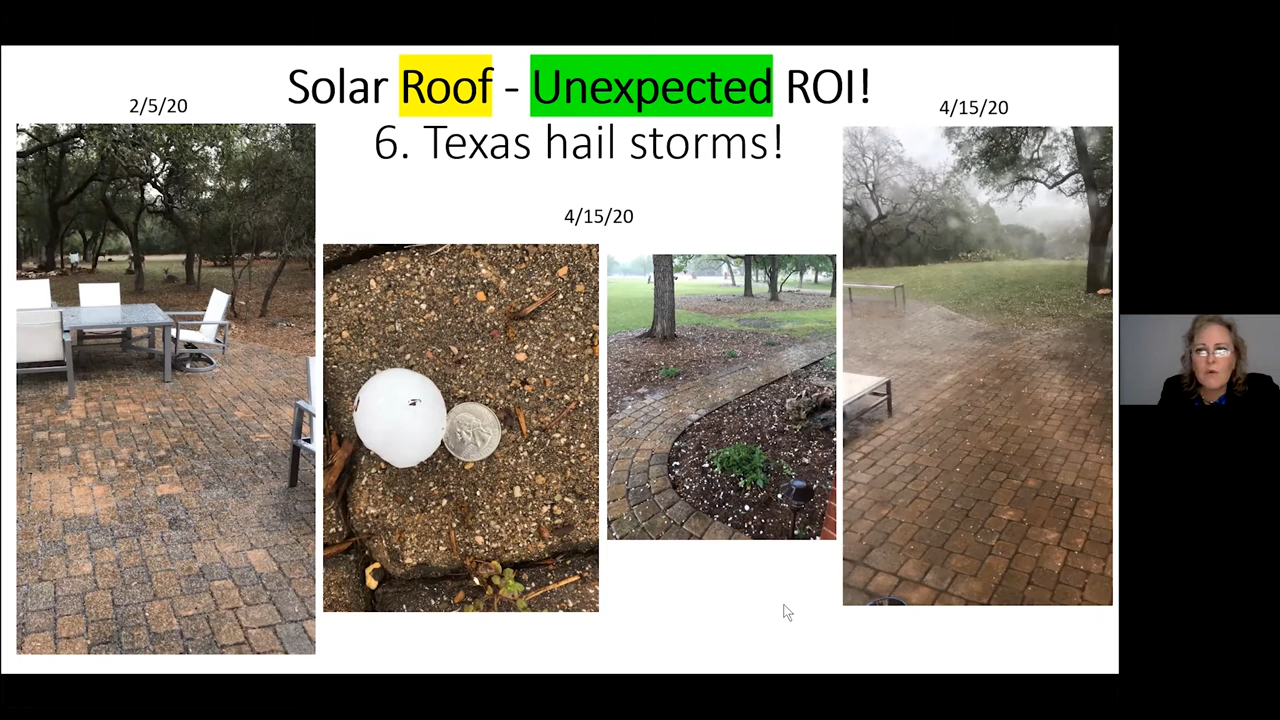 Solar Roof - Unexpected ROI!
6. Texas hail storms!
2/5/20
4/15/20
4/15/20